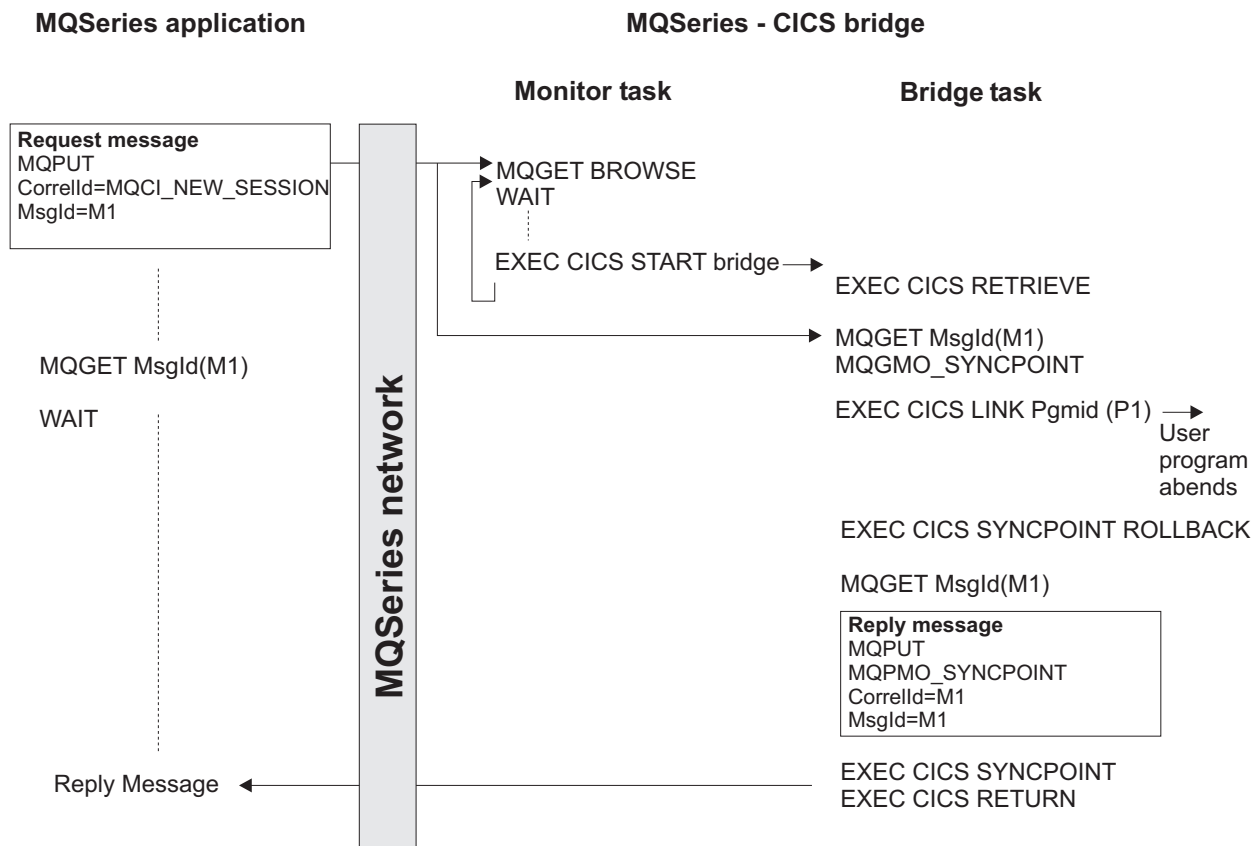 MQSeries application
MQSeries - CICS bridge
Monitor task
Bridge task
Request message
MQPUT
CorrelId=MQCI_NEW_SESSION
MsgId=M1
MQGET BROWSE
WAIT
EXEC CICS START bridge
EXEC CICS RETRIEVE
MQGET MsgId(M1)
MQGMO_SYNCPOINT
MQGET MsgId(M1)
WAIT
EXEC CICS LINK Pgmid (P1)
User
program
abends
MQSeries network
EXEC CICS SYNCPOINT ROLLBACK
MQGET MsgId(M1)
Reply message
MQPUT
MQPMO_SYNCPOINT
CorrelId=M1
MsgId=M1
Reply Message
EXEC CICS SYNCPOINT
EXEC CICS RETURN